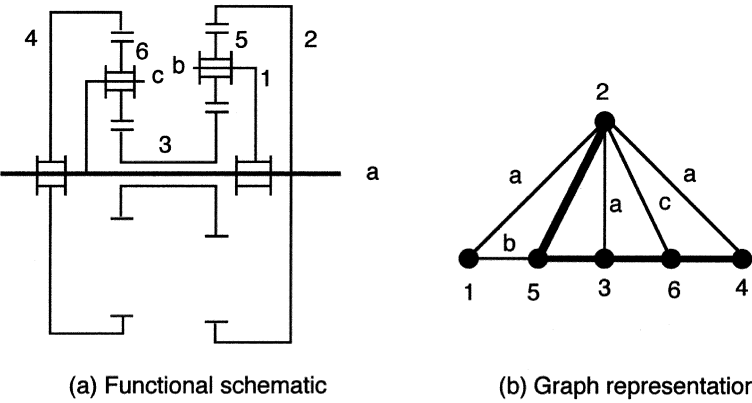 4
6
c
b
5
1
2
3
a
2
a
a
c
a
b
1
5
3
6
4
(a) Functional schematic
(b) Graph representation